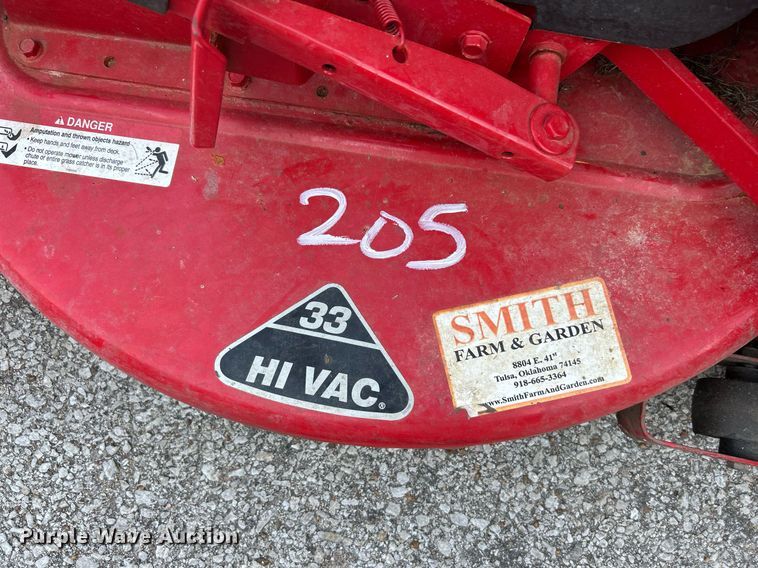 DANGER
Amputation and thrown objects hazard
• Keep hands and feet away from deck.
• Do not operate mower unless discharge
chute or entire grass catcher is in its proper
place.
205
33
HI VAC®
SMITH
FARM & GARDEN
8804 E. 41st
Tulsa, Oklahoma 74145
918-665-3364
www.SmithFarmAndGarden.com
Purple Wave Auction